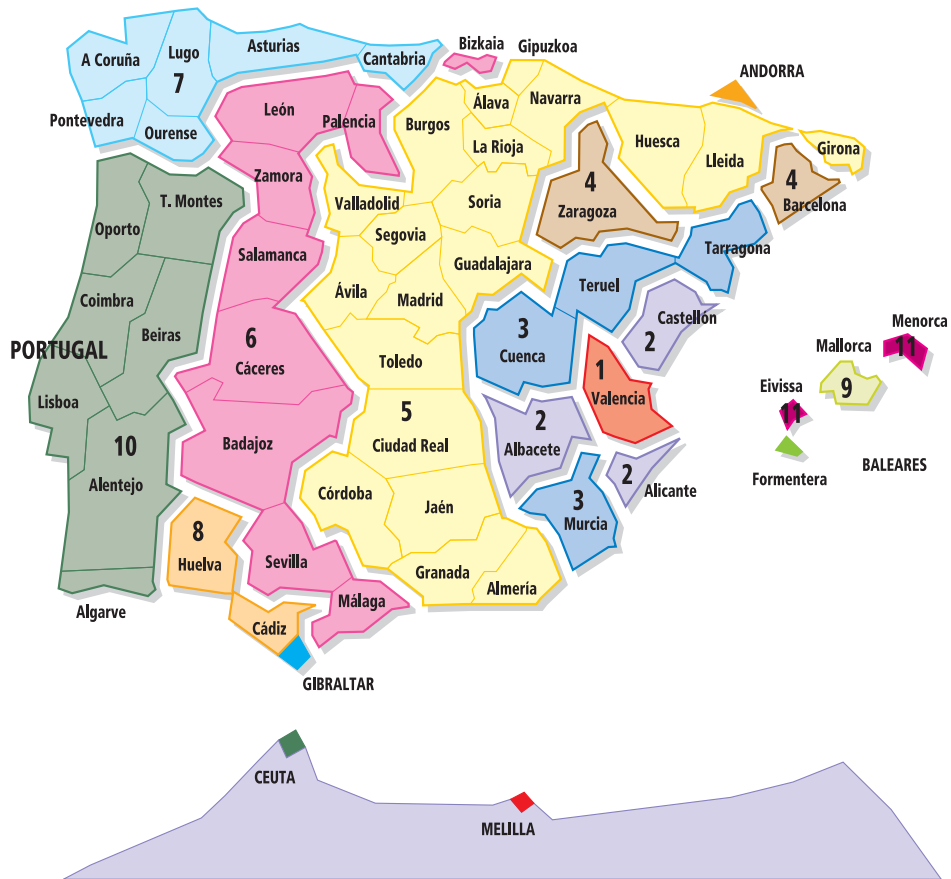 Bizkaia
Gipuzkoa
A Coruña
Lugo
7
Asturias
Cantabria
ANDORRA
Pontevedra
Ourense
León
Palencia
Burgos
Álava
Navarra
La Rioja
Huesca
Lleida
Girona
Zamora
4
Zaragoza
4
Barcelona
Oporto
T. Montes
Valladolid
Soria
Segovia
Tarragona
Salamanca
Guadalajara
Ávila
Madrid
Teruel
Coimbra
Castellón
2
Beiras
6
Cáceres
Toledo
3
Cuenca
1
Valencia
Menorca
11
Mallorca
9
Eivissa
11
PORTUGAL
Lisboa
10
Alentejo
Badajoz
5
Ciudad Real
2
Albacete
2
Alicante
Formentera
BALEARES
Córdoba
Jaén
3
Murcia
8
Huelva
Sevilla
Granada
Almería
Algarve
Cádiz
Málaga
GIBRALTAR
CEUTA
MELILLA